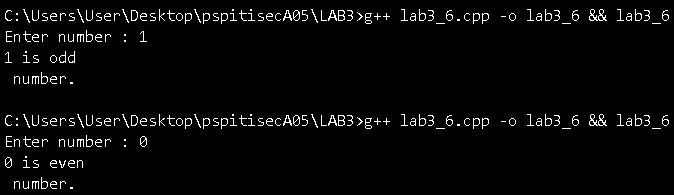 C:\Users\User\Desktop\pspitisecA05\LAB3>g++ lab3_6.cpp -o lab3_6 && lab3_6
Enter number : 1
1 is odd
 number.
C:\Users\User\Desktop\pspitisecA05\LAB3>g++ lab3_6.cpp -o lab3_6 && lab3_6
Enter number : 0
0 is even
 number.